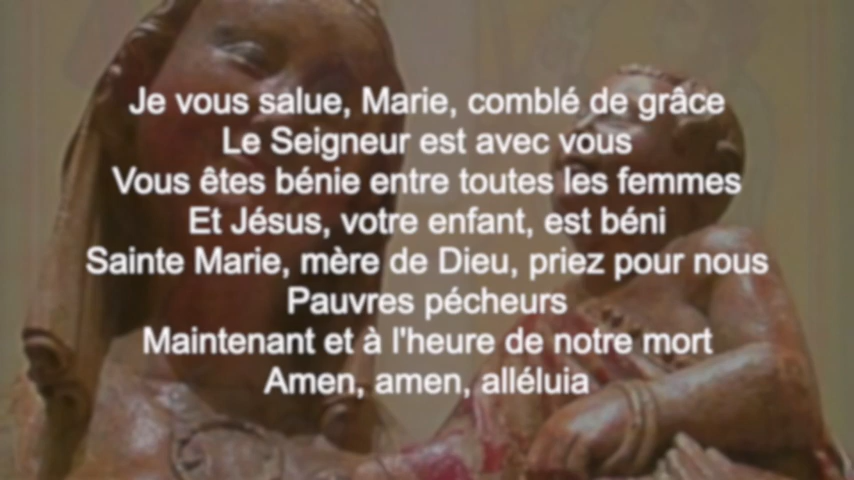 Je vous salue, Marie, comblé de grâce
Le Seigneur est avec vous
Vous êtes bénie entre toutes les femmes
Et Jésus, votre enfant, est béni
Sainte Marie, mère de Dieu, priez pour nous
Pauvres pécheurs
Maintenant et à l'heure de notre mort
Amen, amen, alléluia